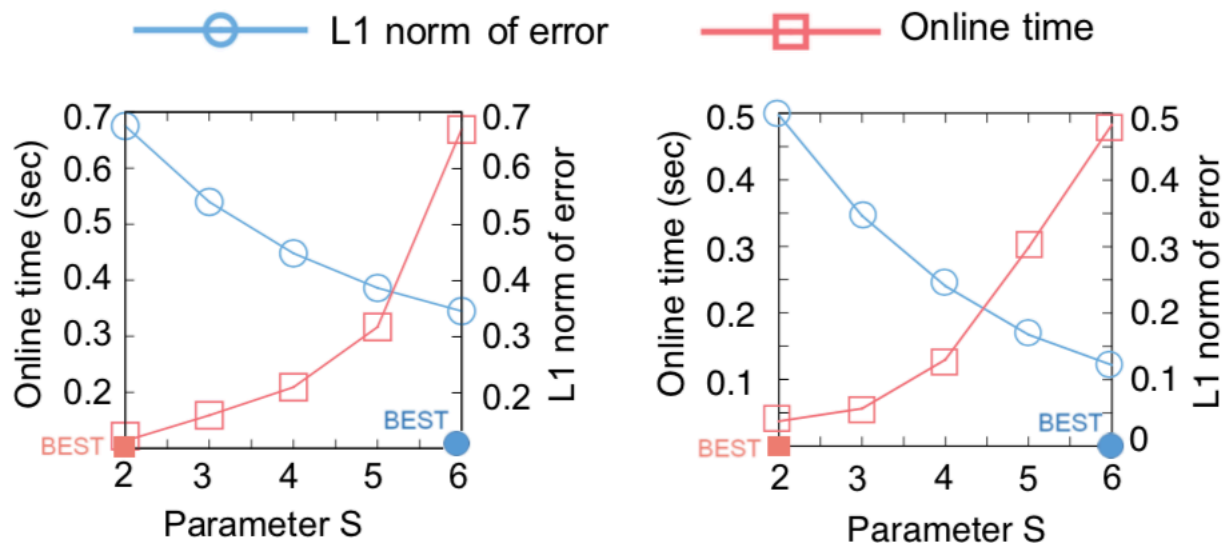 L1 norm of error
Online time
Online time (sec)
0.7
0.6
0.5
0.4
0.3
0.2
BEST
2 3 4 5 6
Parameter S
BEST
0.7
0.6
0.5
0.4
0.3
0.2
L1 norm of error
Online time (sec)
0.5
0.4
0.3
0.2
0.1
BEST
2 3 4 5 6
Parameter S
BEST
0.5
0.4
0.3
0.2
0.1
0
L1 norm of error